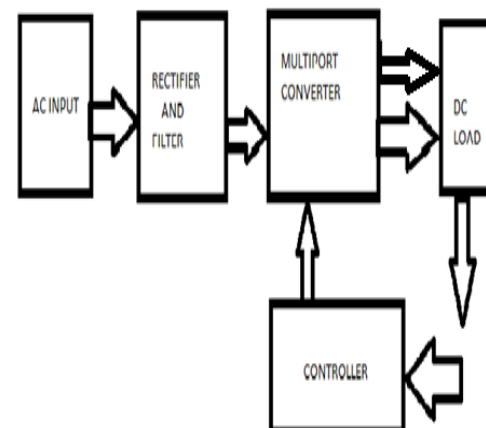 AC INPUT
RECTIFIER
AND
FILTER
MULTIPORT
CONVERTER
DC
LOAD
CONTROLLER